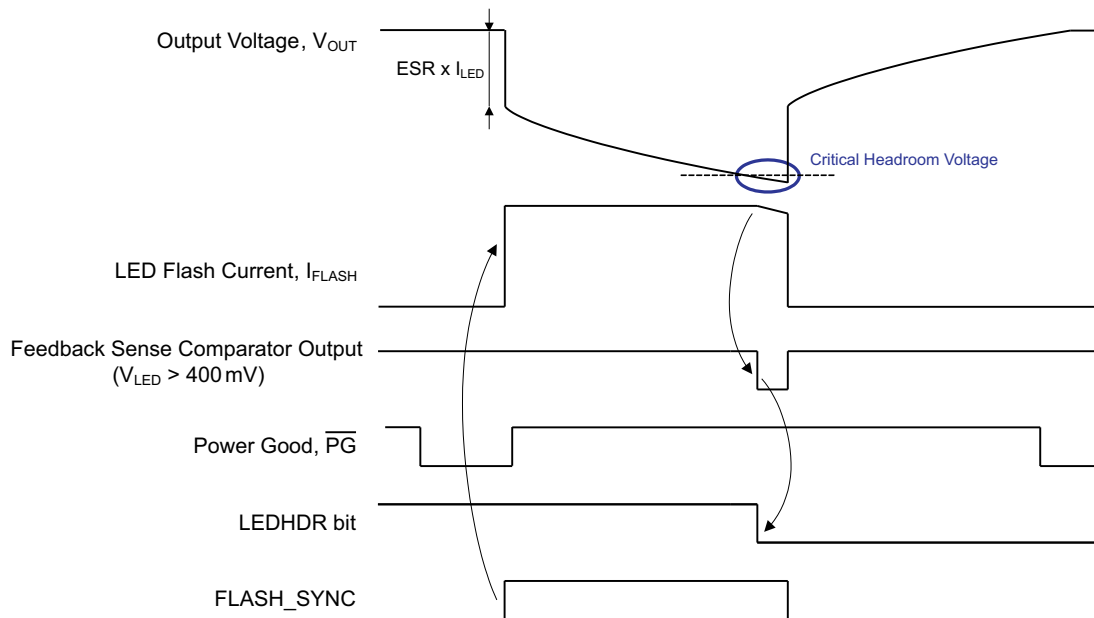 Output Voltage, VOUT
ESR x ILED
Critical Headroom Voltage
LED Flash Current, IFLASH
Feedback Sense Comparator Output
(VLED > 400 mV)
Power Good, P̅G̅
LEDHDR bit
FLASH_SYNC